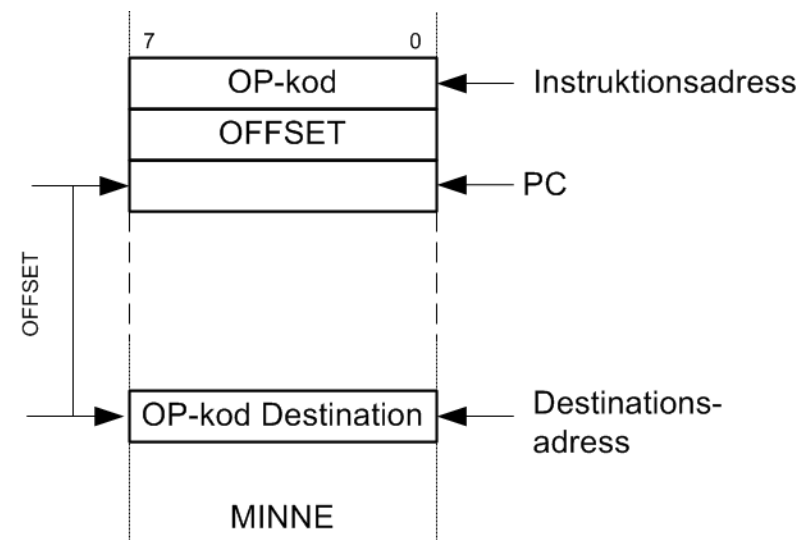 7 0
OP-kod
Instruktionsadress
OFFSET
PC
OFFSET
OP-kod Destination
Destinations-
adress
MINNE